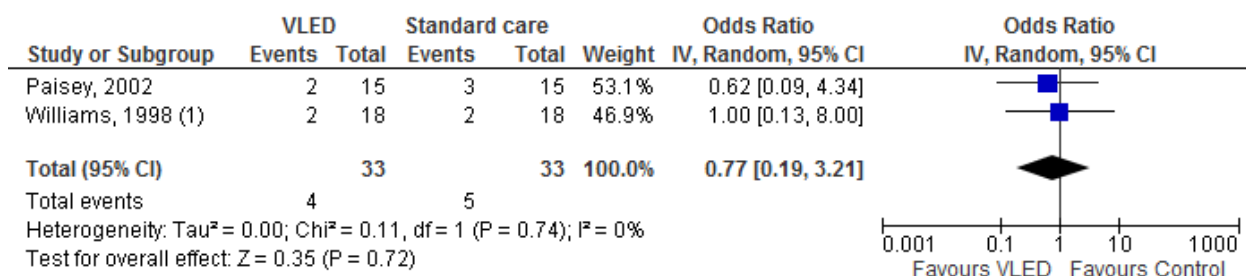 VLED Standard care Odds Ratio Odds Ratio
Study or Subgroup Events Total Events Total Weight IV, Random, 95% CI IV, Random, 95% CI
Paisey, 2002 2 15 3 15 53.1% 0.62 [0.09, 4.34]
Williams, 1998 (1) 2 18 2 18 46.9% 1.00 [0.13, 8.00]
Total (95% CI) 33 33 100.0% 0.77 [0.19, 3.21]
Total events 4 5
Heterogeneity: Tau² = 0.00; Chi² = 0.11, df = 1 (P = 0.74); I² = 0%
Test for overall effect: Z = 0.35 (P = 0.72)
0.001 0.1 1 10 1000
Favours VLED Favours Control